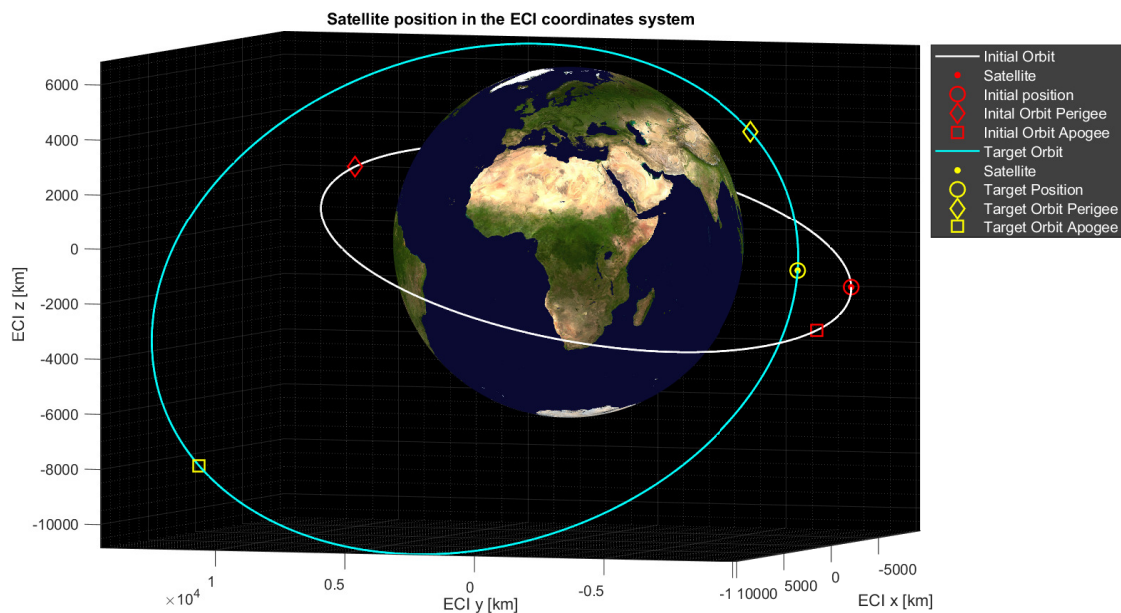 Satellite position in the ECI coordinates system
Initial Orbit
Satellite
Initial position
Inital Orbit Perigee
Initial Orbit Apogee
Target Orbit
Satellite
Target Position
Target Orbit Perigee
Target Orbit Apogee
ECI z [km]
6000
4000
2000
0
-2000
-4000
-6000
-8000
-10000
1
0.5
0
-0.5
-1
×10⁴
ECI y [km]
10000
5000
0
-5000
ECI x [km]